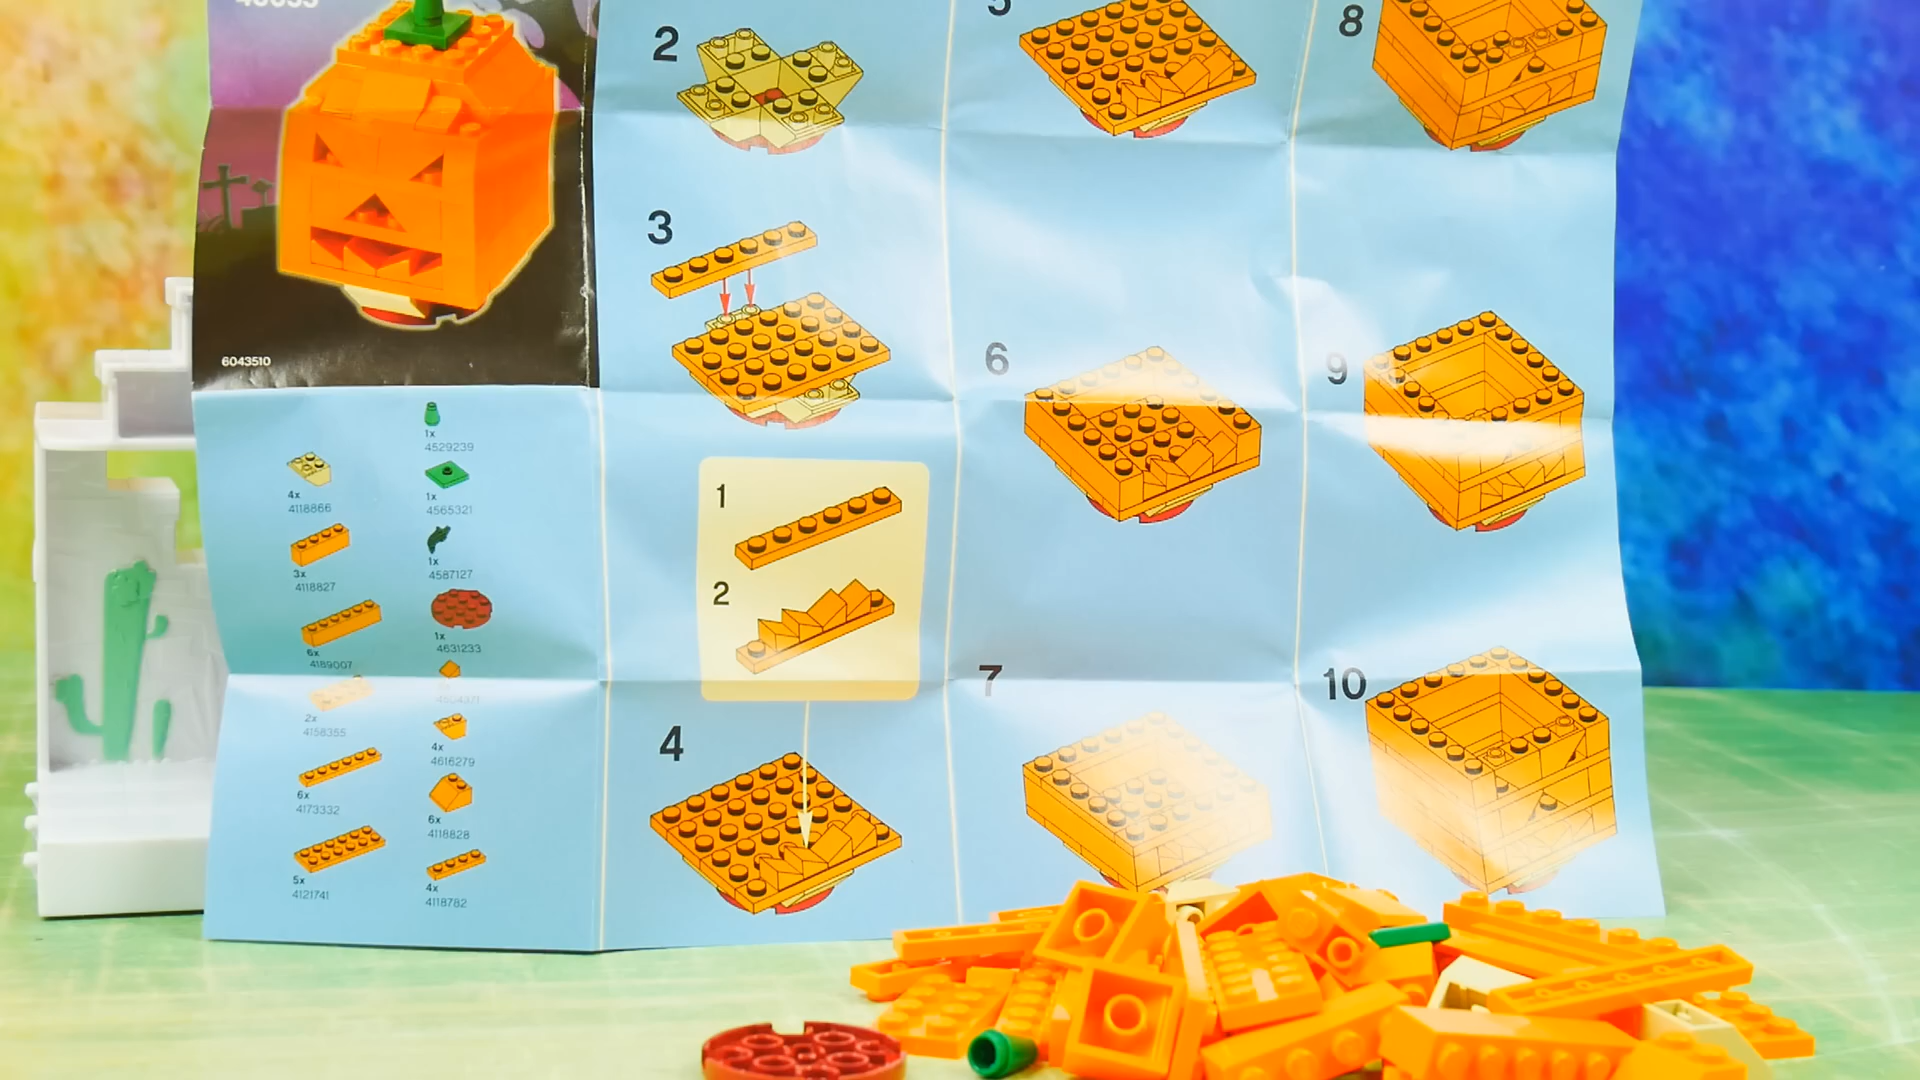 6043510
1x
4529239
4x
4118866
1x
4565321
3x
4118827
1x
4587127
6x
4189007
1x
4631233
2x
4158355
4x
4616279
6x
4173332
6x
4118828
5x
4121741
4x
4118782
2
3
1
2
4
5
6
7
8
9
10